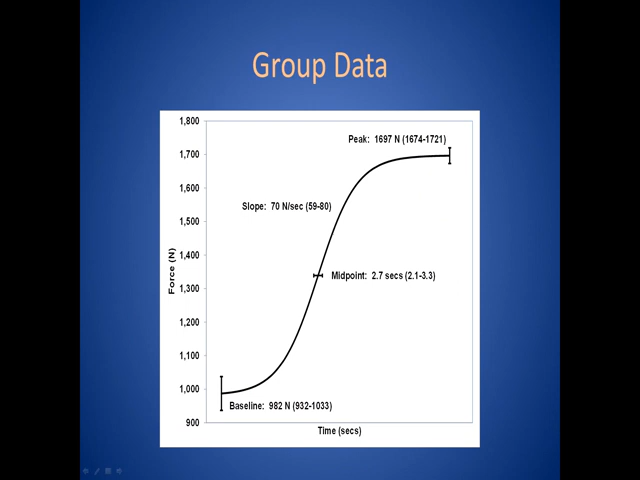 Group Data
1,800
Peak: 1697 N (1674-1721)
1,700
1,600
Slope: 70 N/sec (59-80)
1,500
1,400
Midpoint: 2.7 secs (2.1-3.3)
1,300
Force (N)
1,200
1,100
1,000
Baseline: 982 N (932-1033)
900
Time (secs)